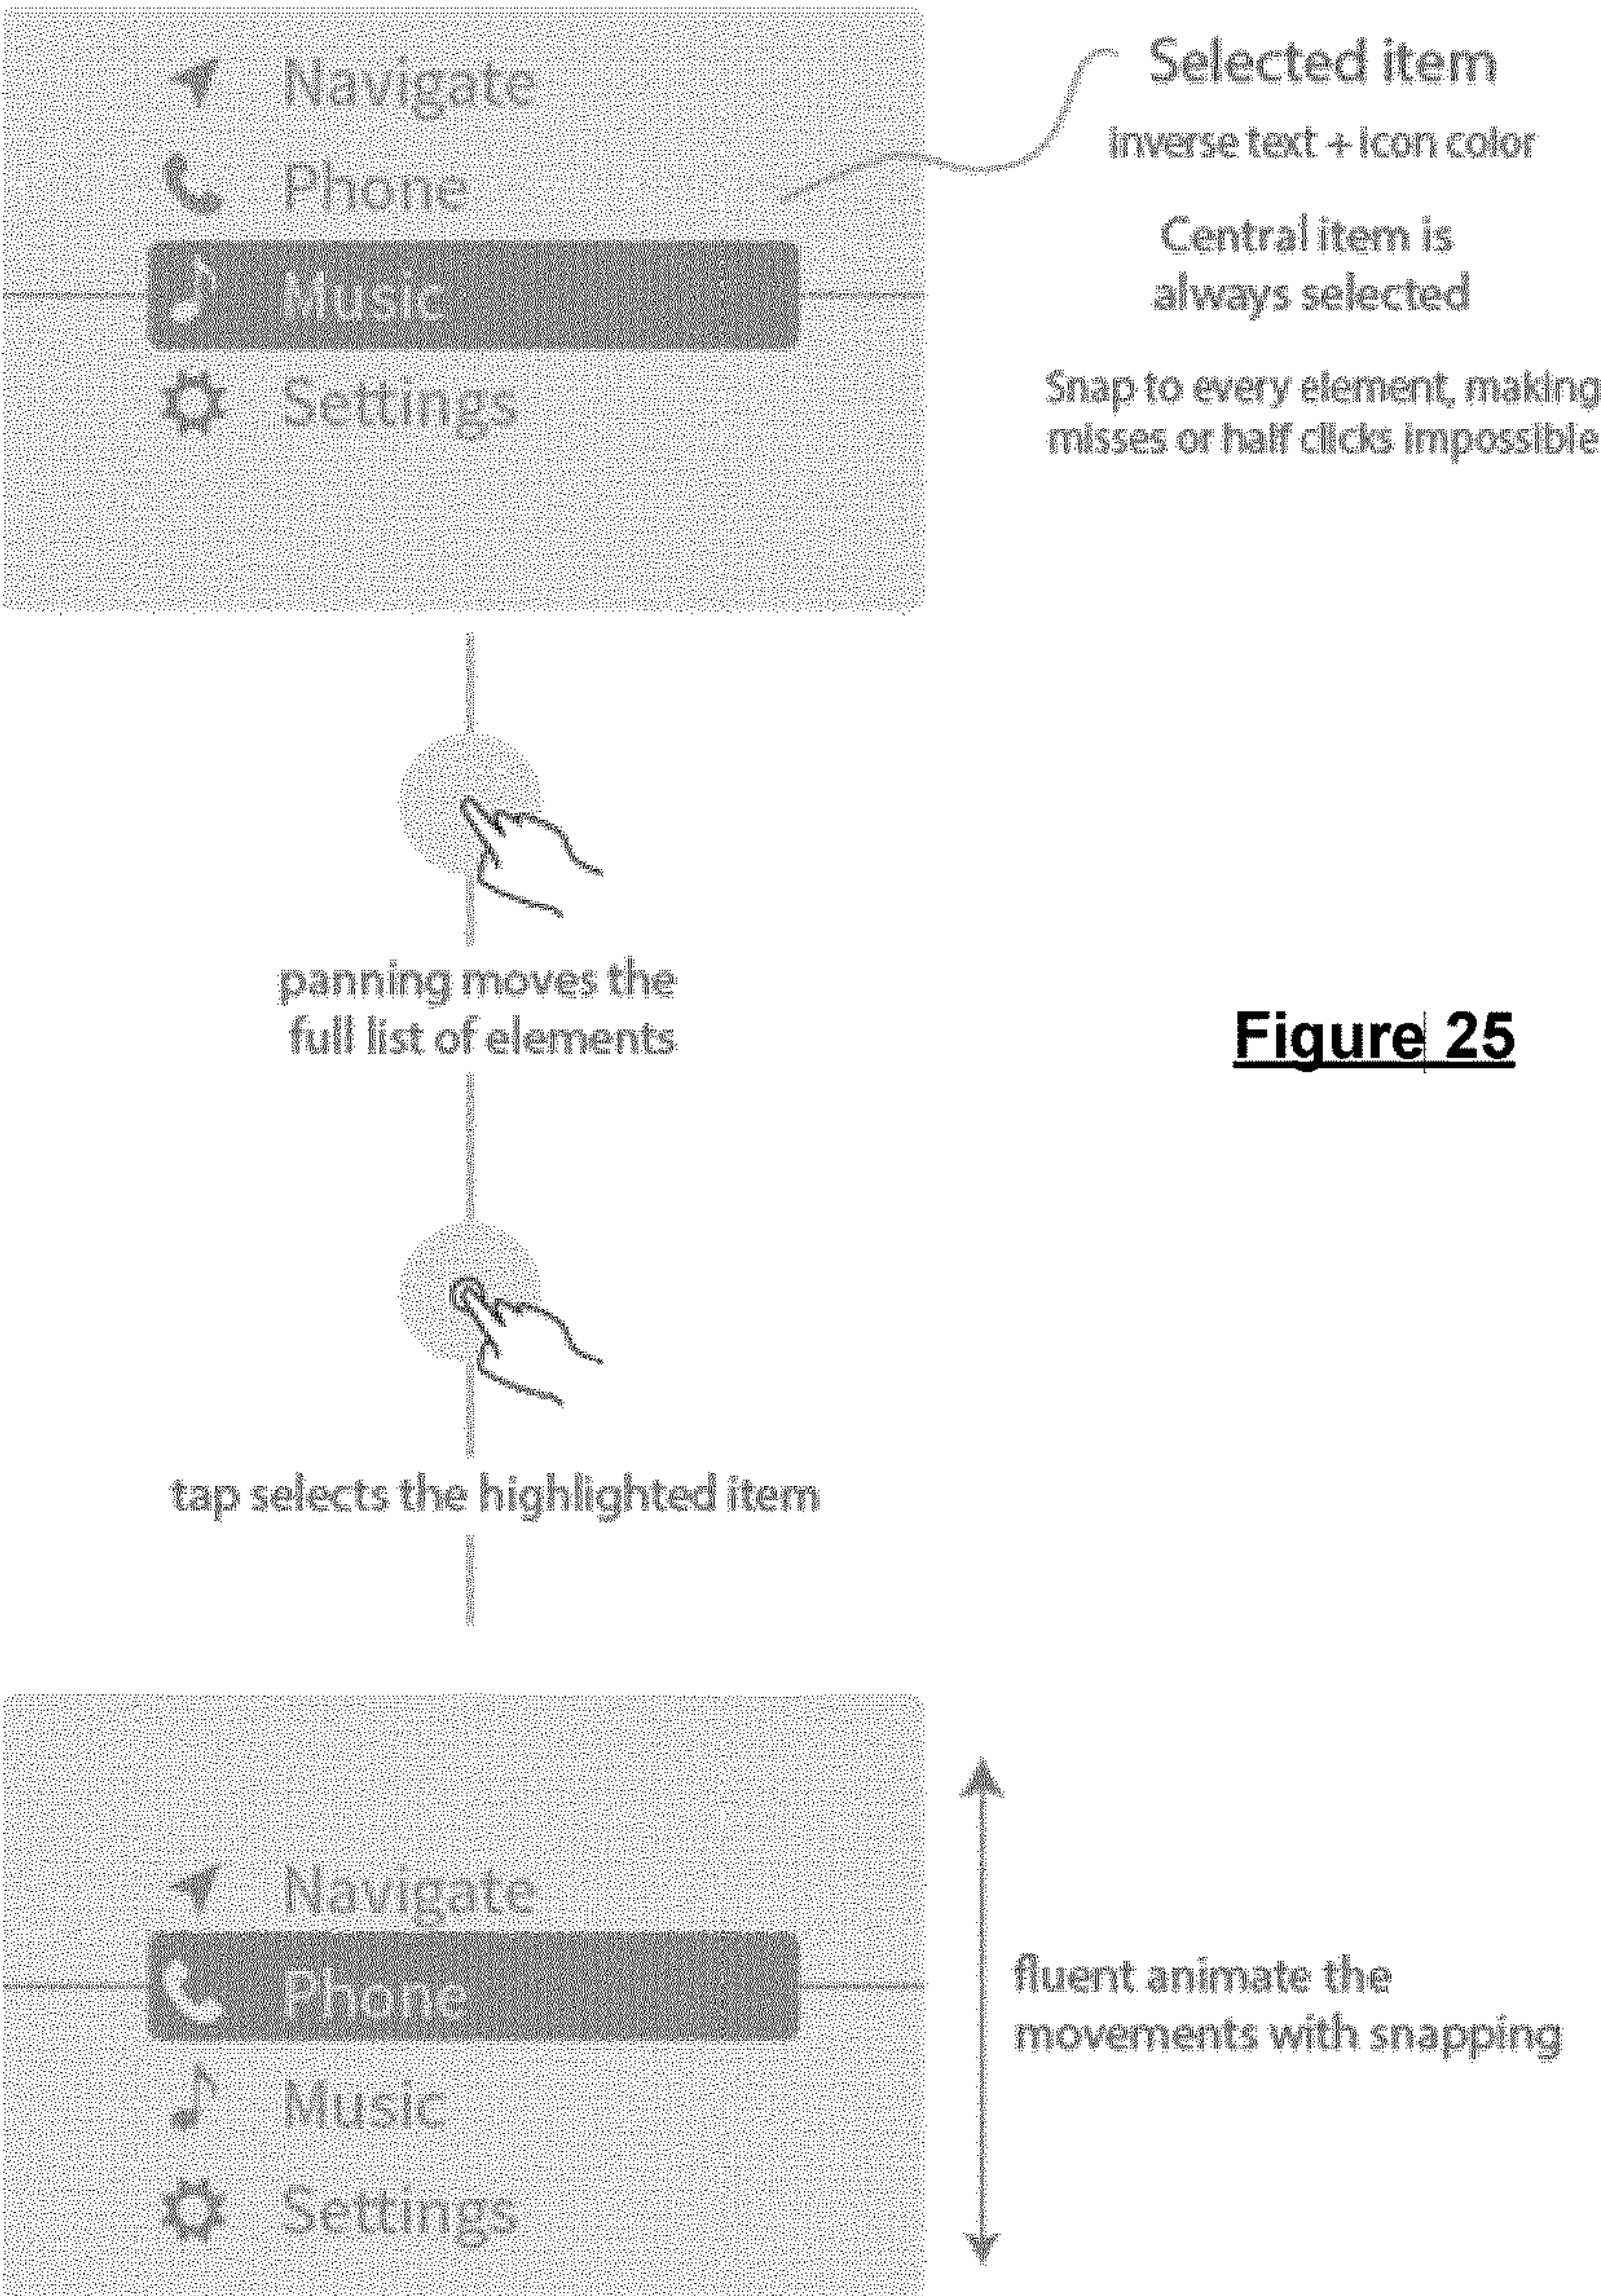 Navigate
Phone
Music
Settings
Selected item
inverse text + icon color
Central item is
always selected
Snap to every element, making
misses or half clicks impossible
panning moves the
full list of elements
Figure 25
tap selects the highlighted item
Navigate
Phone
Music
Settings
fluent animate the
movements with snapping